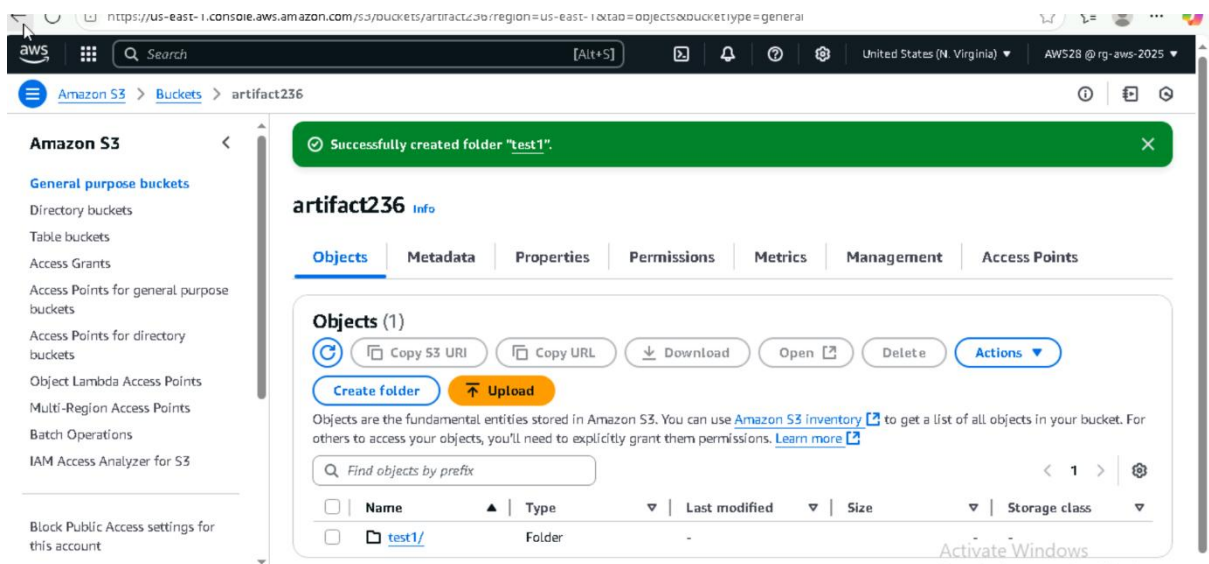 https://us-east-1.console.aws.amazon.com/s3/buckets/artifact236?region=us-east-1&tab=objects&bucketType=general
aws
Search
[Alt+S]
United States (N. Virginia) ▼
AWS28 @ rg-aws-2025 ▼
Amazon S3 > Buckets > artifact236
Amazon S3
General purpose buckets
Directory buckets
Table buckets
Access Grants
Access Points for general purpose
buckets
Access Points for directory
buckets
Object Lambda Access Points
Multi-Region Access Points
Batch Operations
IAM Access Analyzer for S3
Block Public Access settings for
this account
Successfully created folder "test1".
artifact236 Info
Objects Metadata Properties Permissions Metrics Management Access Points
Objects (1)
Copy S3 URI Copy URL Download Open Delete Actions ▼
Create folder Upload
Objects are the fundamental entities stored in Amazon S3. You can use Amazon S3 inventory to get a list of all objects in your bucket. For
others to access your objects, you'll need to explicitly grant them permissions. Learn more
Find objects by prefix
< 1 >
Name Type Last modified Size Storage class
test1/ Folder - - -
Activate Windows